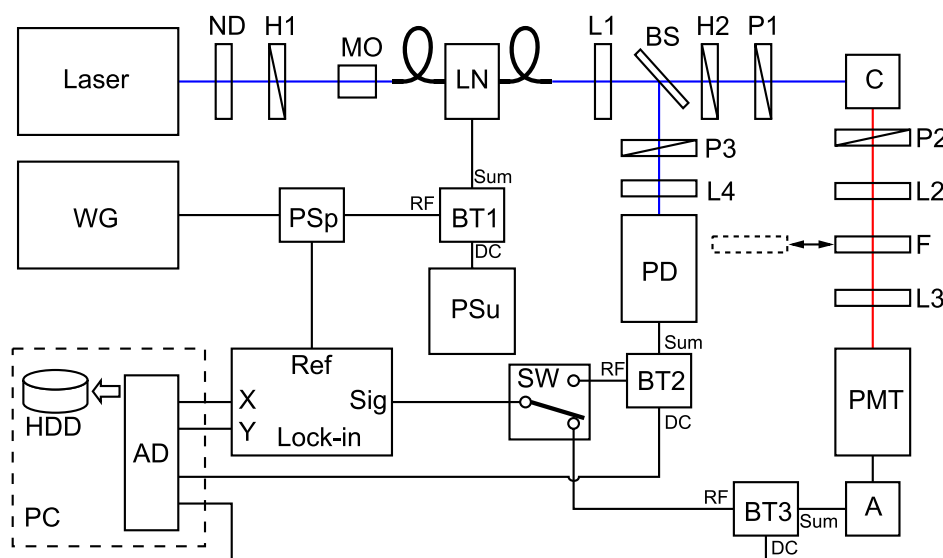 ND
H1
MO
L1
BS
H2
P1
Laser
LN
C
P3
P2
Sum
L4
L2
WG
PSp
RF
BT1
DC
PD
F
PSu
L3
Sum
Ref
SW
RF
BT2
PMT
X
Sig
HDD
Y
DC
Lock-in
AD
PC
RF
BT3
Sum
A
DC